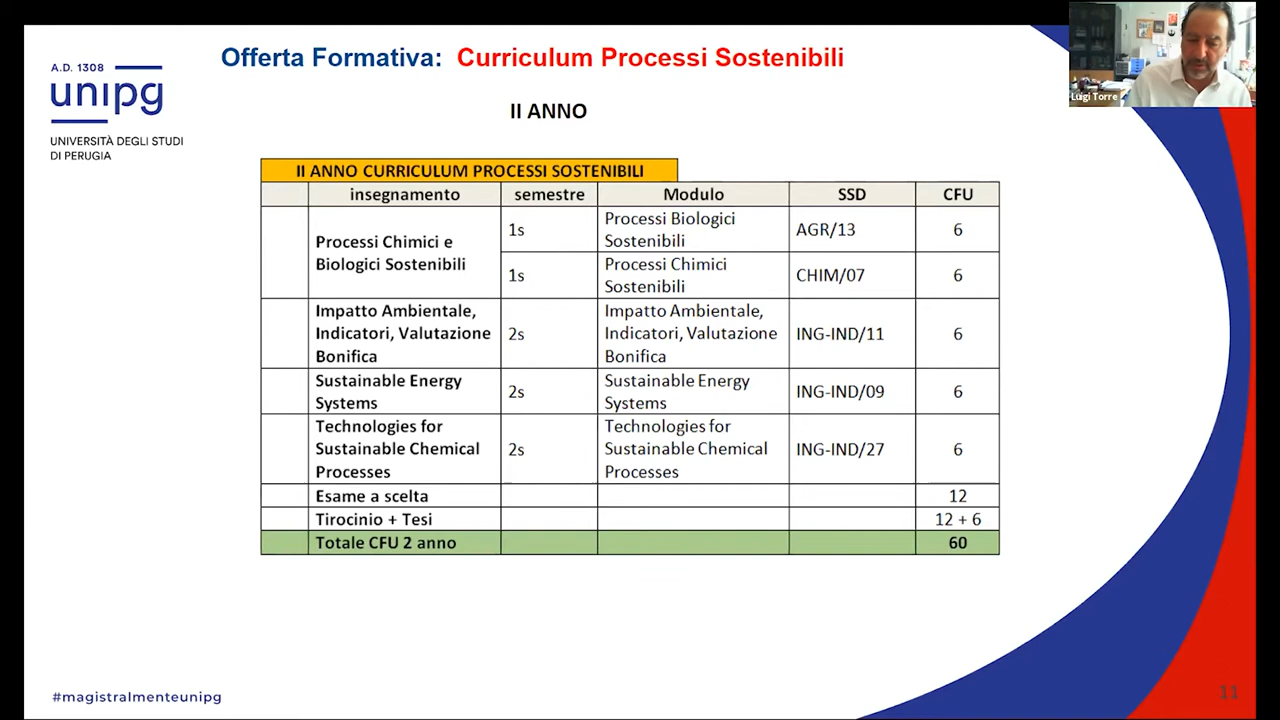 Offerta Formativa: Curriculum Processi Sostenibili
Luigi Torre
A.D. 1308
unipg
UNIVERSITÀ DEGLI STUDI
DI PERUGIA
II ANNO
II ANNO CURRICULUM PROCESSI SOSTENIBILI
insegnamento semestre Modulo SSD CFU
Processi Chimici e
Biologici Sostenibili
1s
Processi Biologici
Sostenibili
AGR/13
6
1s
Processi Chimici
Sostenibili
CHIM/07
6
Impatto Ambientale,
Indicatori, Valutazione
Bonifica
2s
Impatto Ambientale,
Indicatori, Valutazione
Bonifica
ING-IND/11
6
Sustainable Energy
Systems
2s
Sustainable Energy
Systems
ING-IND/09
6
Technologies for
Sustainable Chemical
Processes
2s
Technologies for
Sustainable Chemical
Processes
ING-IND/27
6
Esame a scelta 12
Tirocinio + Tesi 12 + 6
Totale CFU 2 anno 60
#magistralmenteunipg
11